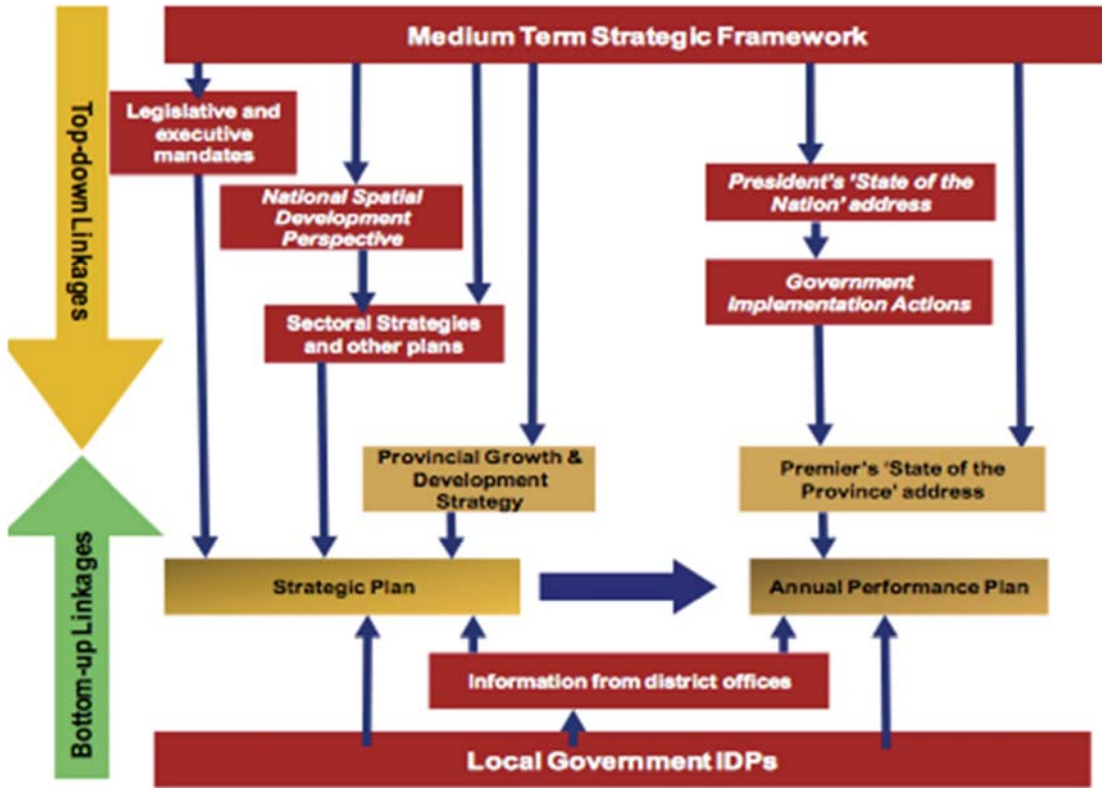 Medium Term Strategic Framework
Top-down Linkages
Legislative and
executive
mandates
National Spatial
Development
Perspective
President's 'State of the
Nation' address
Government
Implementation Actions
Sectoral Strategies
and other plans
Provincial Growth &
Development
Strategy
Premier's 'State of the
Province' address
Bottom-up Linkages
Strategic Plan
Annual Performance Plan
Information from district offices
Local Government IDPs